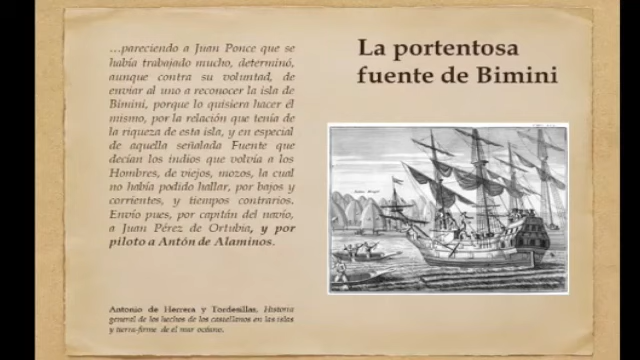 …pareciendo a Juan Ponce que se
había trabajado mucho, determinó,
aunque contra su voluntad, de
enviar al uno a reconocer la isla de
Bimini, porque lo quisiera hacer él
mismo, por la relación que tenía de
la riqueza de esta isla, y en especial
de aquella señalada Fuente que
decían los indios que volvía a los
Hombres, de viejos, mozos, la cual
no había podido hallar, por bajos y
corrientes, y tiempos contrarios.
Envío pues, por capitán del navío,
a Juan Pérez de Ortubia, y por
piloto a Antón de Alaminos.
Antonio de Herrera y Tordesillas, Historia
general de los hechos de los castellanos en las islas
y tierra-firme de el mar océano.
La portentosa
fuente de Bimini